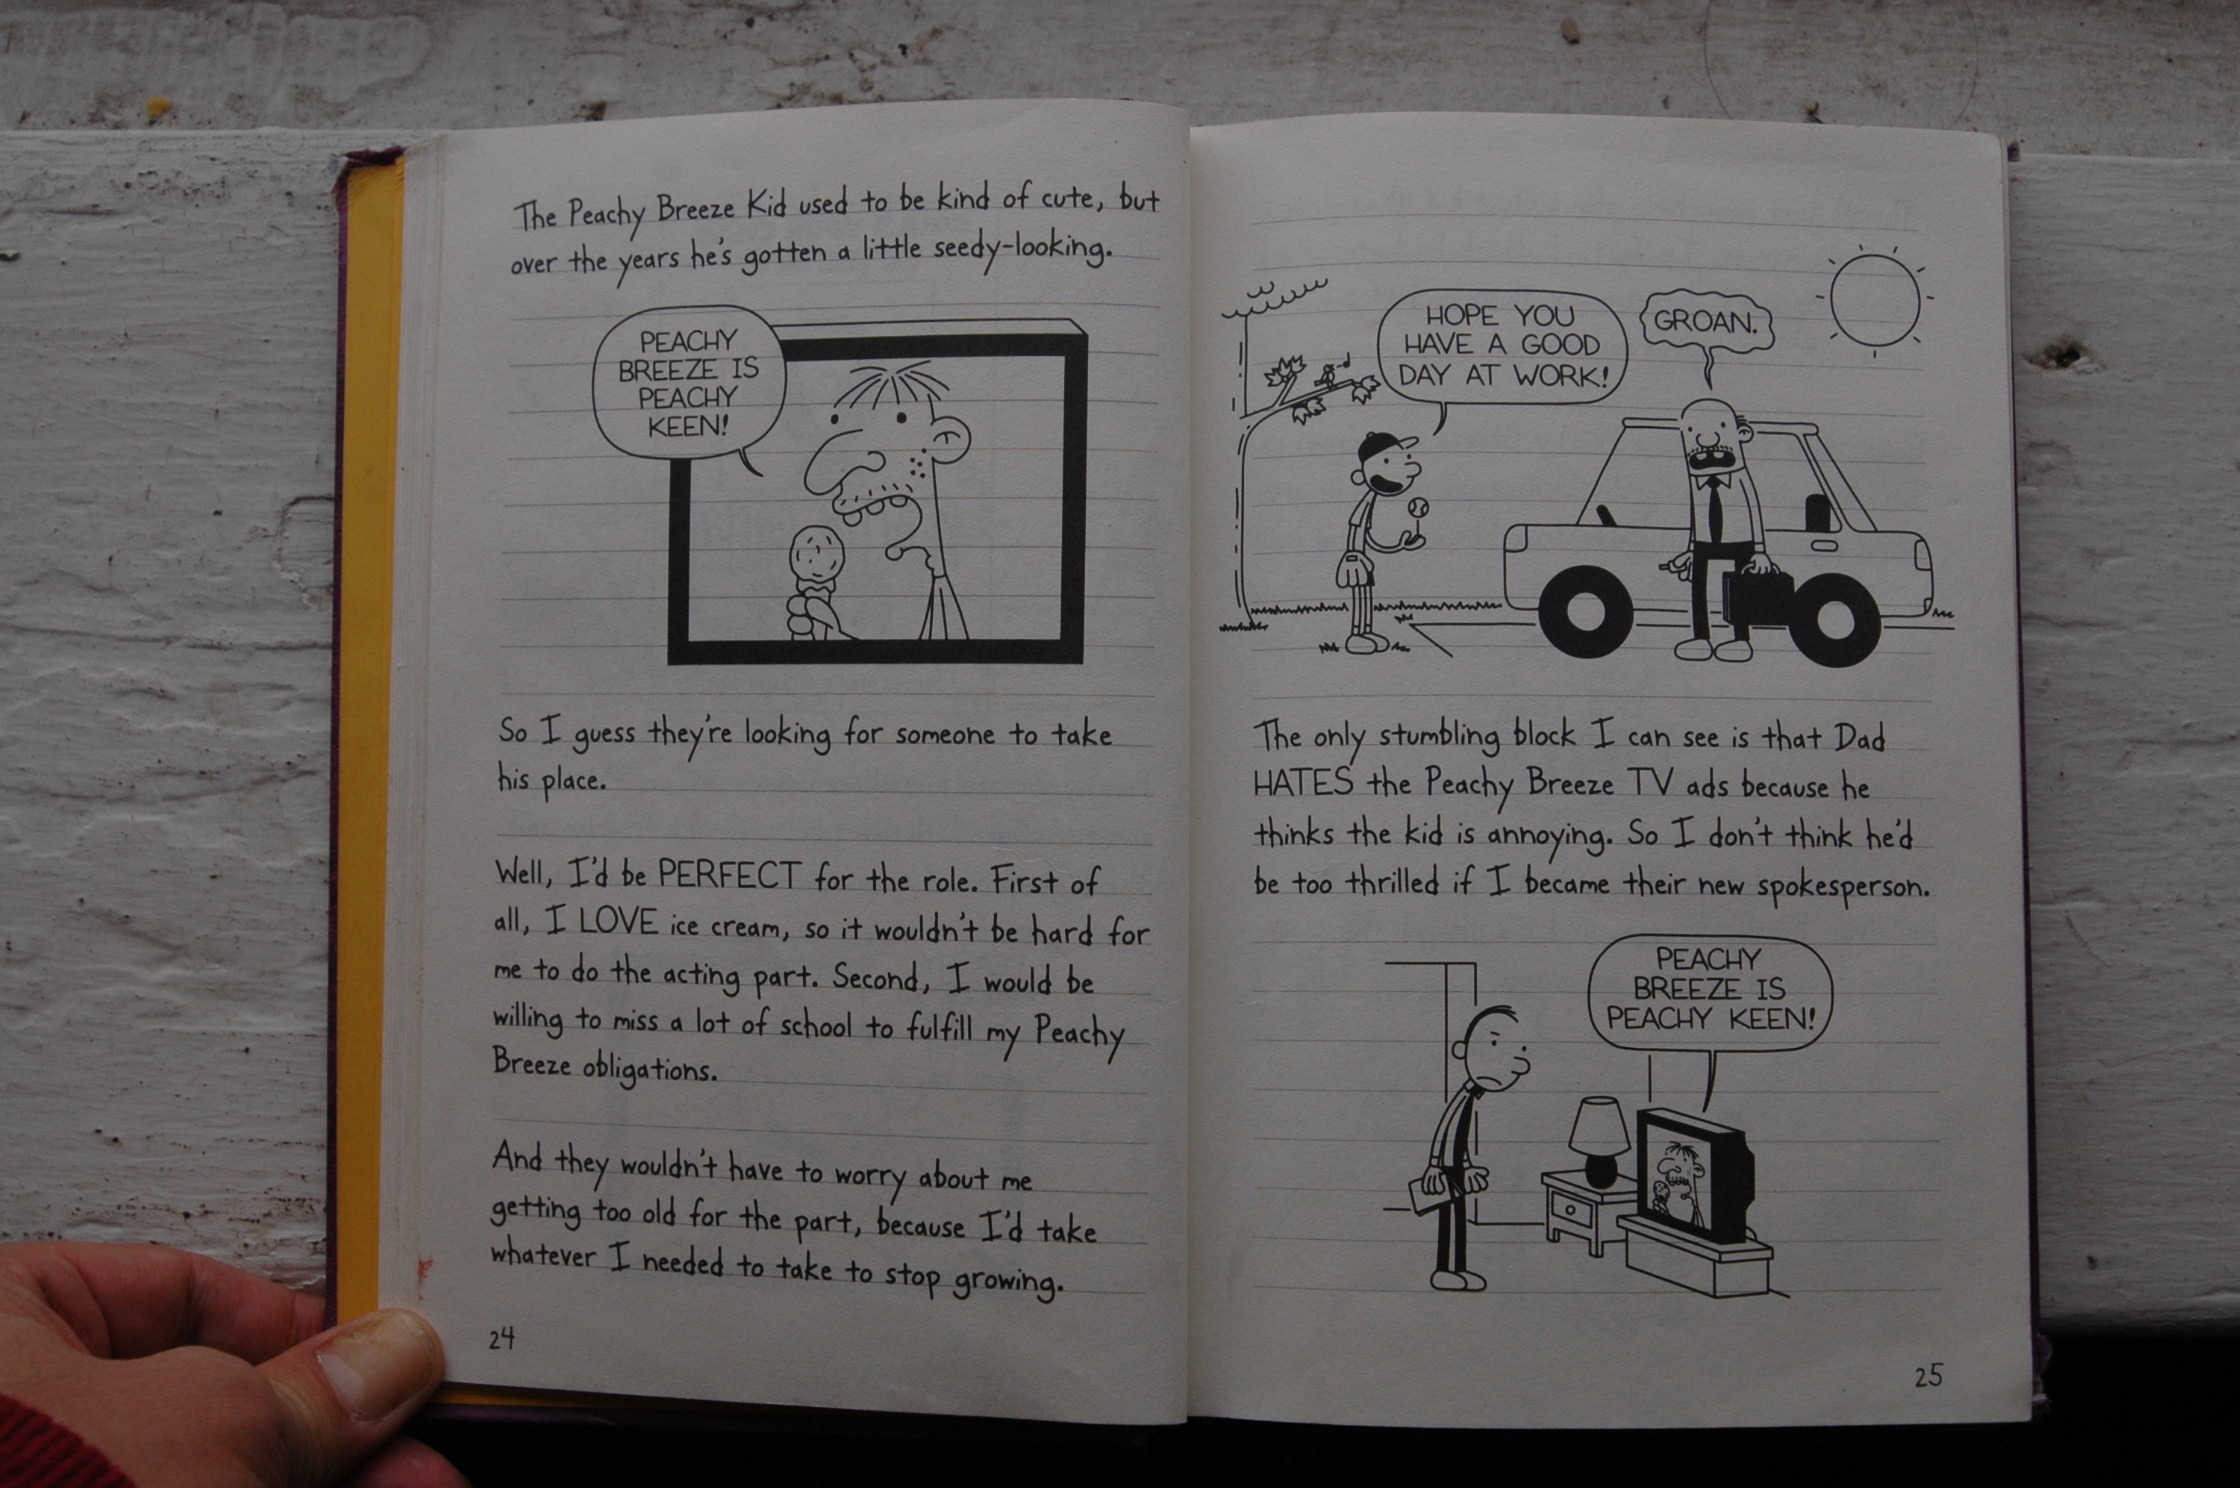 The Peachy Breeze Kid used to be kind of cute, but
over the years he's gotten a little seedy-looking.
PEACHY
BREEZE IS
PEACHY
KEEN!
So I guess they're looking for someone to take
his place.
Well, I'd be PERFECT for the role. First of
all, I LOVE ice cream, so it wouldn't be hard for
me to do the acting part. Second, I would be
willing to miss a lot of school to fulfill my Peachy
Breeze obligations.
And they wouldn't have to worry about me
getting too old for the part, because I'd take
whatever I needed to take to stop growing.
24
HOPE YOU
HAVE A GOOD
DAY AT WORK!
GROAN.
The only stumbling block I can see is that Dad
HATES the Peachy Breeze TV ads because he
thinks the kid is annoying. So I don't think he'd
be too thrilled if I became their new spokesperson.
PEACHY
BREEZE IS
PEACHY KEEN!
25